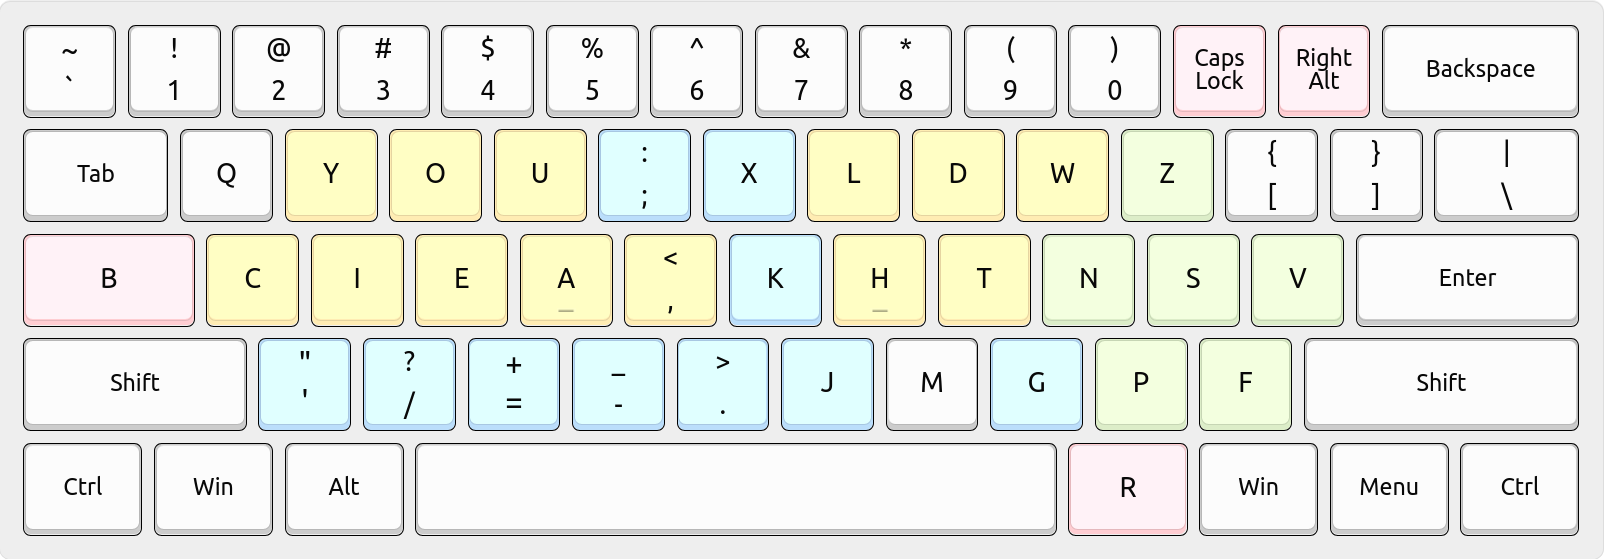 ~ ! @ # $ % ^ & * ( ) Caps Lock Right Alt Backspace
` 1 2 3 4 5 6 7 8 9 0
Tab Q Y O U : X L D W Z { } |
; [ ] \
B C I E A < K H T N S V Enter
_ , _
Shift " ? + _ > J M G P F Shift
' / = - .
Ctrl Win Alt R Win Menu Ctrl